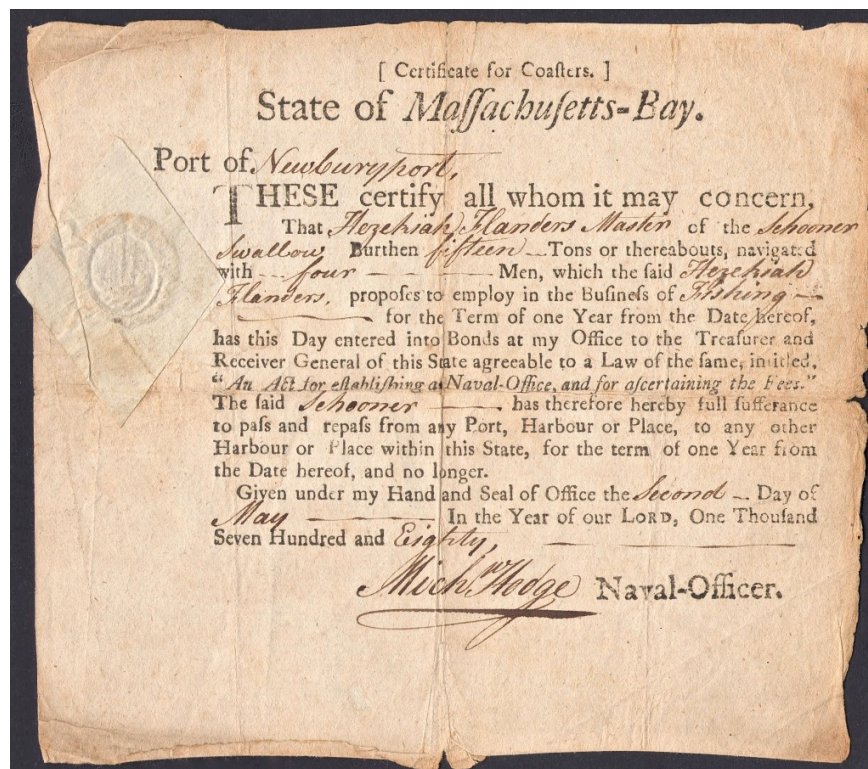 [ Certificate for Coaſters. ]
State of Maſſachuſetts-Bay.
Port of Newburyport,
THESE certify all whom it may concern,
That Hezekiah Flanders Master of the Schooner
Swallow Burthen fifteen Tons or thereabouts, navigated
with four Men, which the ſaid Hezekiah
Flanders, propoſes to employ in the Buſineſs of Fishing
for the Term of one Year from the Date hereof,
has this Day entered into Bonds at my Office to the Treaſurer and
Receiver General of this State agreeable to a Law of the ſame, intitled,
"An Act for eſtabliſhing a Naval-Office, and for aſcertaining the Fees."
The ſaid Schooner has therefore hereby full ſufferance
to paſs and repaſs from any Port, Harbour or Place, to any other
Harbour or Place within this State, for the term of one Year from
the Date hereof, and no longer.
Given under my Hand and Seal of Office the Second Day of
May In the Year of our LORD, One Thouſand
Seven Hundred and Eighty,
Mich Hodge Naval-Officer.